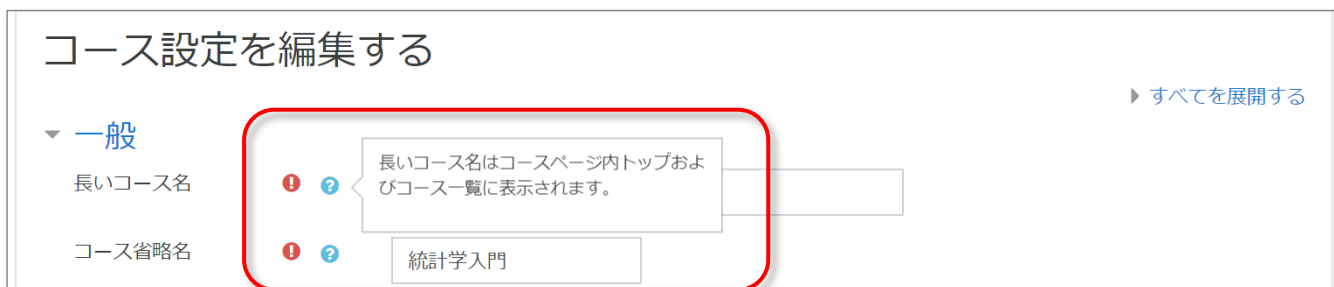 コース設定を編集する
すべてを展開する
一般
長いコース名
長いコース名はコースページ内トップおよ
びコース一覧に表示されます。
コース省略名
統計学入門